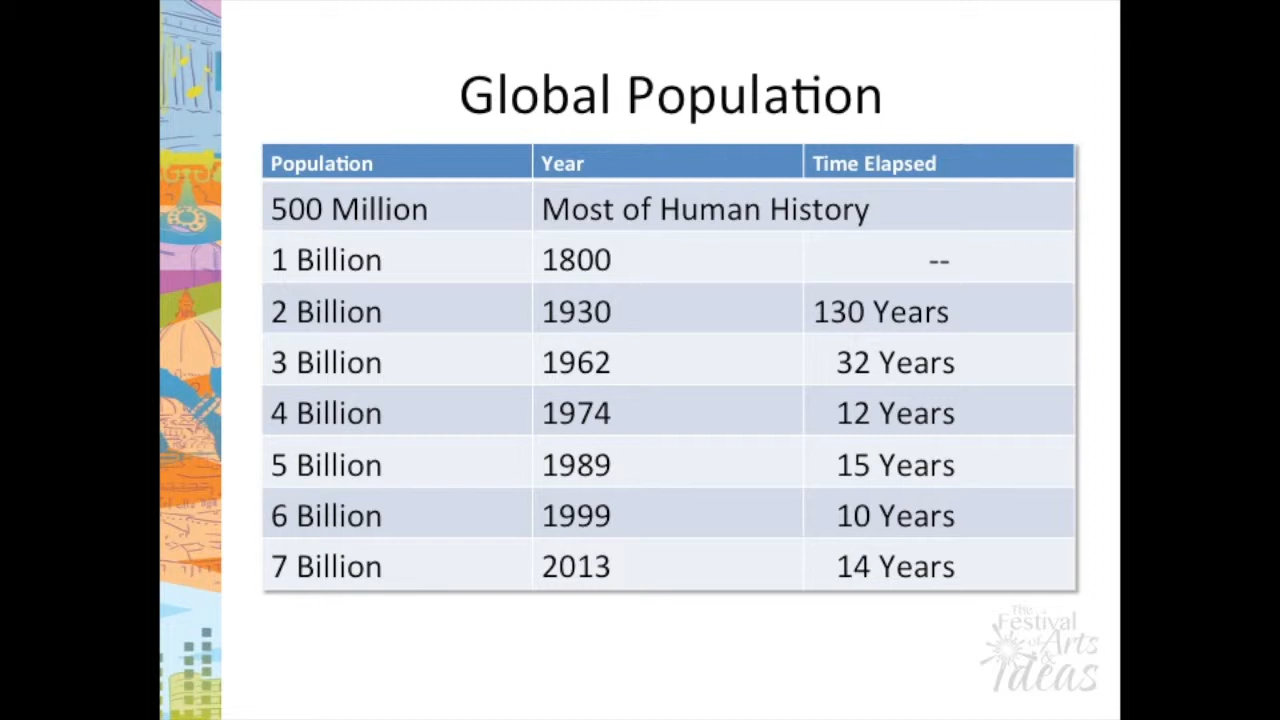 Global Population
Population Year Time Elapsed
500 Million Most of Human History
1 Billion 1800 --
2 Billion 1930 130 Years
3 Billion 1962 32 Years
4 Billion 1974 12 Years
5 Billion 1989 15 Years
6 Billion 1999 10 Years
7 Billion 2013 14 Years
The
Festival
of Arts
&
Ideas